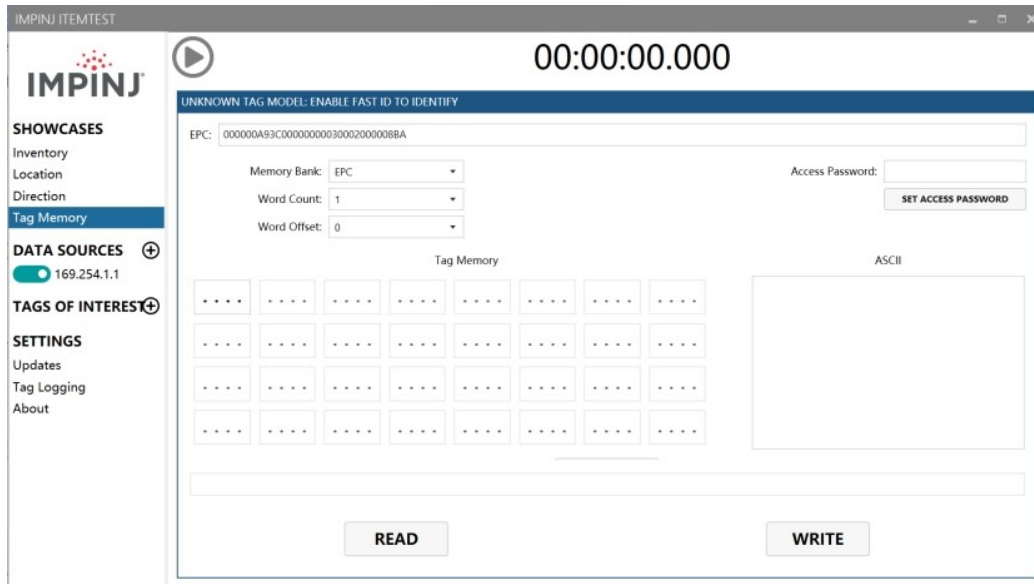 IMPINJ ITEMTEST
IMPINJ
00:00:00.000
UNKNOWN TAG MODEL: ENABLE FAST ID TO IDENTIFY
SHOWCASES
Inventory
Location
Direction
Tag Memory
DATA SOURCES
169.254.1.1
TAGS OF INTEREST
SETTINGS
Updates
Tag Logging
About
EPC: 000000A93C00000000030002000008BA
Memory Bank: EPC
Word Count: 1
Word Offset: 0
Access Password:
SET ACCESS PASSWORD
Tag Memory
ASCII
READ
WRITE